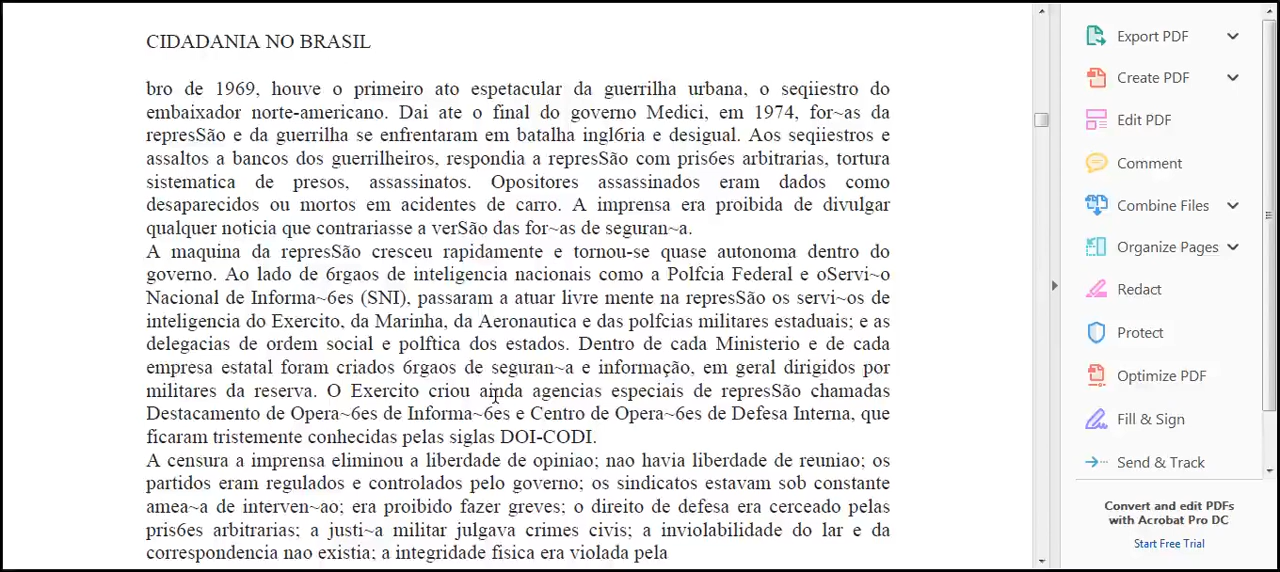 CIDADANIA NO BRASIL
bro de 1969, houve o primeiro ato espetacular da guerrilha urbana, o seqiiestro do
embaixador norte-americano. Dai ate o final do governo Medici, em 1974, for~as da
represSão e da guerrilha se enfrentaram em batalha ingl6ria e desigual. Aos seqiiestros e
assaltos a bancos dos guerrilheiros, respondia a represSão com pris6es arbitrarias, tortura
sistematica de presos, assassinatos. Opositores assassinados eram dados como
desaparecidos ou mortos em acidentes de carro. A imprensa era proibida de divulgar
qualquer noticia que contrariasse a verSão das for~as de seguran~a.
A maquina da represSão cresceu rapidamente e tornou-se quase autonoma dentro do
governo. Ao lado de 6rgaos de inteligencia nacionais como a Polfcia Federal e oServi~o
Nacional de Informa~6es (SNI), passaram a atuar livre mente na represSão os servi~os de
inteligencia do Exercito, da Marinha, da Aeronautica e das polfcias militares estaduais; e as
delegacias de ordem social e polftica dos estados. Dentro de cada Ministerio e de cada
empresa estatal foram criados 6rgaos de seguran~a e informação, em geral dirigidos por
militares da reserva. O Exercito criou ainda agencias especiais de represSão chamadas
Destacamento de Opera~6es de Informa~6es e Centro de Opera~6es de Defesa Interna, que
ficaram tristemente conhecidas pelas siglas DOI-CODI.
A censura a imprensa eliminou a liberdade de opiniao; nao havia liberdade de reuniao; os
partidos eram regulados e controlados pelo governo; os sindicatos estavam sob constante
amea~a de interven~ao; era proibido fazer greves; o direito de defesa era cerceado pelas
pris6es arbitrarias; a justi~a militar julgava crimes civis; a inviolabilidade do lar e da
correspondencia nao existia; a integridade física era violada pela
Export PDF
Create PDF
Edit PDF
Comment
Combine Files
Organize Pages
Redact
Protect
Optimize PDF
Fill & Sign
Send & Track
Convert and edit PDFs
with Acrobat Pro DC
Start Free Trial